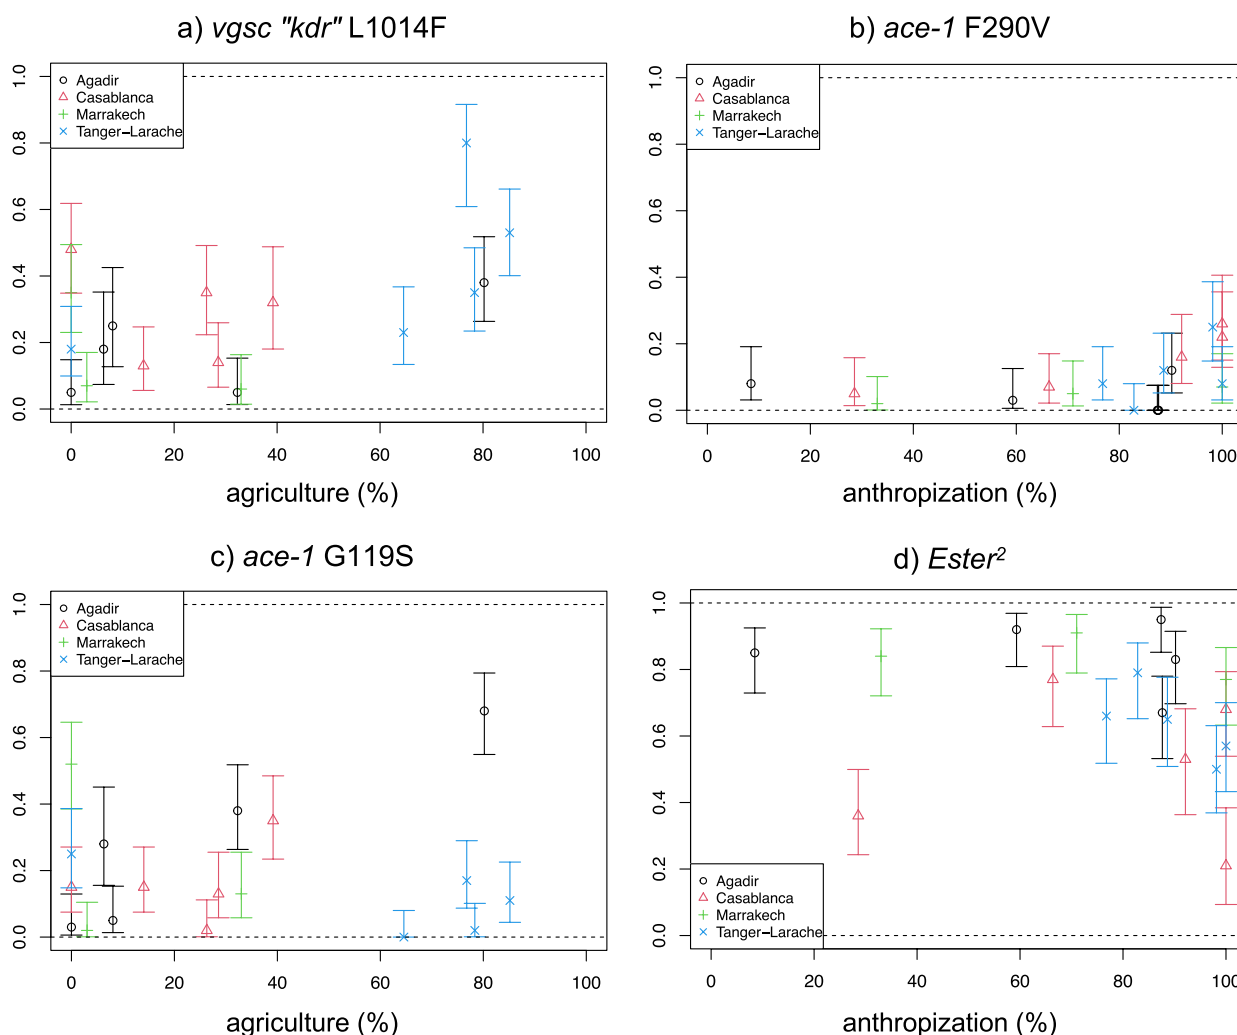 a) vgsc "kdr" L1014F
Agadir
Casablanca
Marrakech
Tanger–Larache
1.0
0.8
0.6
0.4
0.2
0.0
0 20 40 60 80 100
agriculture (%)
b) ace-1 F290V
Agadir
Casablanca
Marrakech
Tanger–Larache
1.0
0.8
0.6
0.4
0.2
0.0
0 20 40 60 80 100
anthropization (%)
c) ace-1 G119S
Agadir
Casablanca
Marrakech
Tanger–Larache
1.0
0.8
0.6
0.4
0.2
0.0
0 20 40 60 80 100
agriculture (%)
d) Ester²
1.0
0.8
0.6
0.4
0.2
0.0
Agadir
Casablanca
Marrakech
Tanger–Larache
0 20 40 60 80 100
anthropization (%)